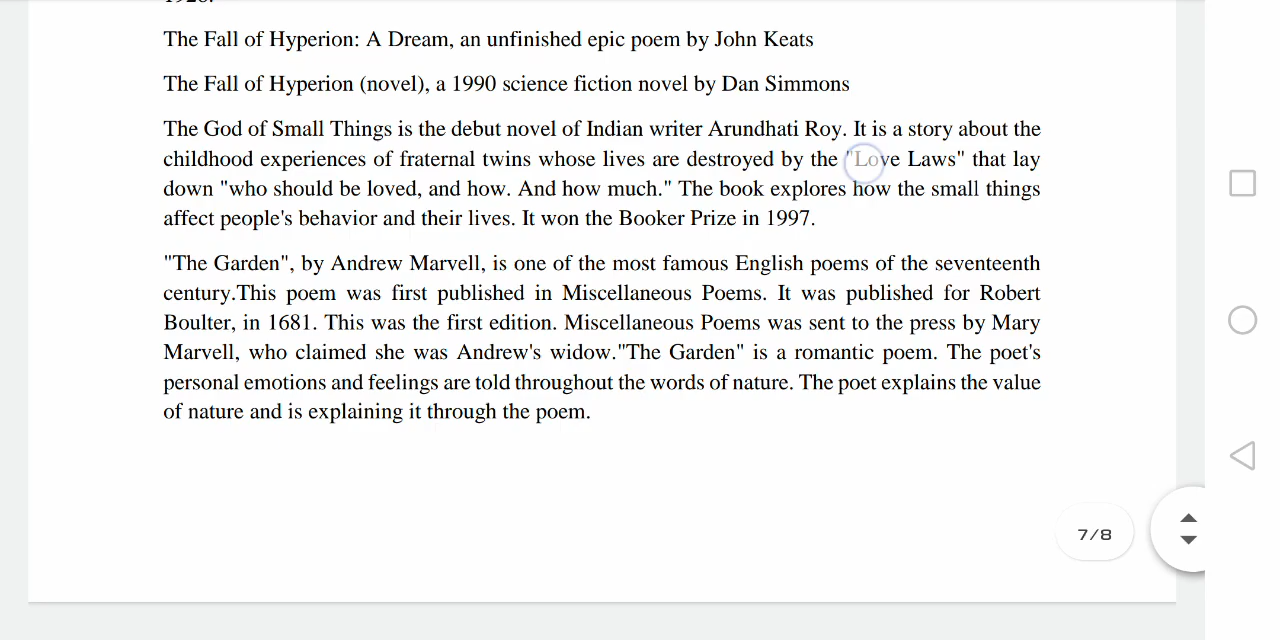 The Fall of Hyperion: A Dream, an unfinished epic poem by John Keats
The Fall of Hyperion (novel), a 1990 science fiction novel by Dan Simmons
The God of Small Things is the debut novel of Indian writer Arundhati Roy. It is a story about the
childhood experiences of fraternal twins whose lives are destroyed by the "Love Laws" that lay
down "who should be loved, and how. And how much." The book explores how the small things
affect people's behavior and their lives. It won the Booker Prize in 1997.
"The Garden", by Andrew Marvell, is one of the most famous English poems of the seventeenth
century.This poem was first published in Miscellaneous Poems. It was published for Robert
Boulter, in 1681. This was the first edition. Miscellaneous Poems was sent to the press by Mary
Marvell, who claimed she was Andrew's widow."The Garden" is a romantic poem. The poet's
personal emotions and feelings are told throughout the words of nature. The poet explains the value
of nature and is explaining it through the poem.
7/8